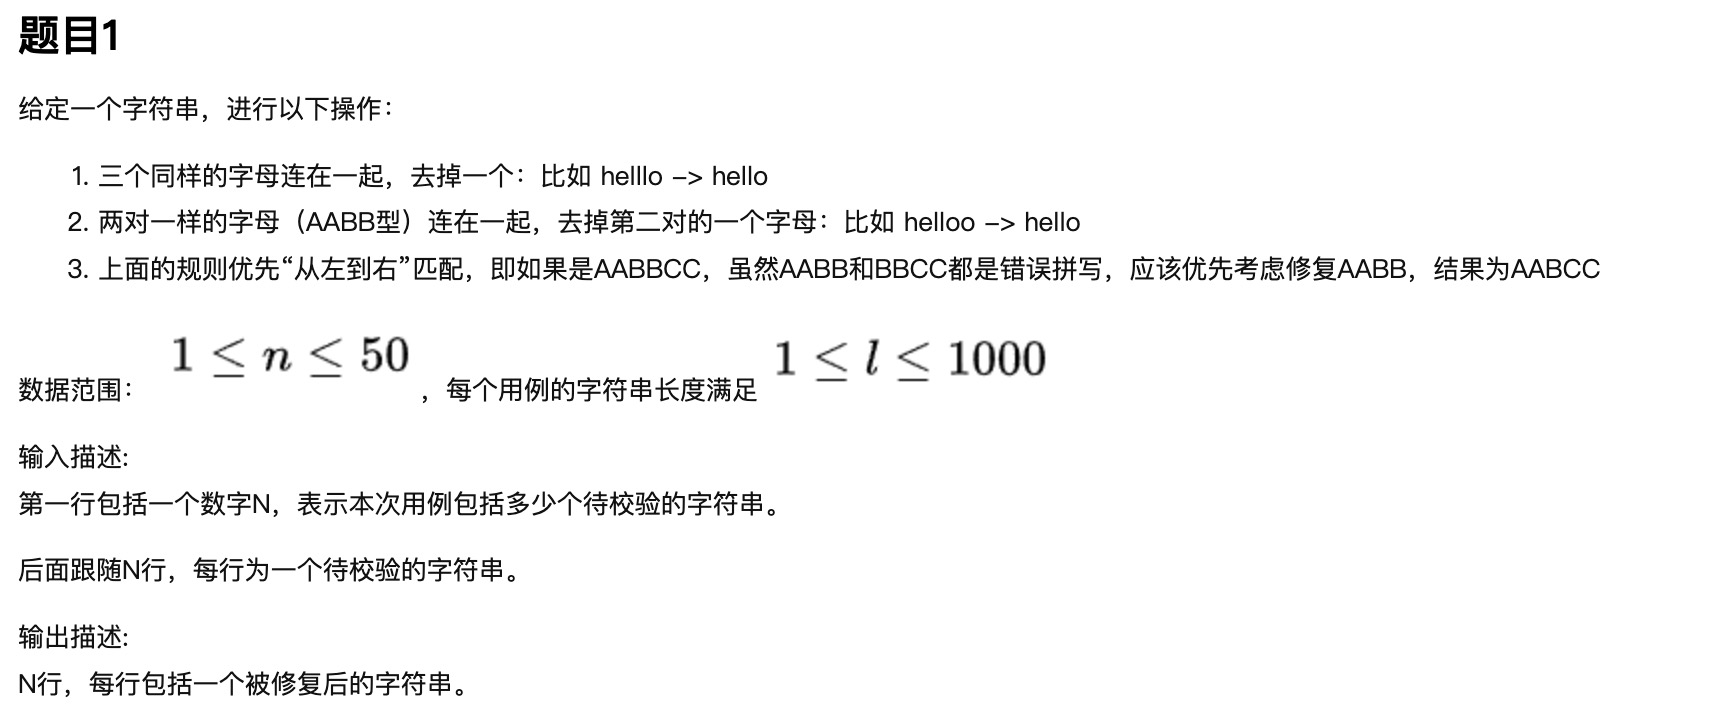 题目1
给定一个字符串，进行以下操作：
1. 三个同样的字母连在一起，去掉一个：比如 helllo -> hello
2. 两对一样的字母（AABB型）连在一起，去掉第二对的一个字母：比如 helloo -> hello
3. 上面的规则优先“从左到右”匹配，即如果是AABBCC，虽然AABB和BBCC都是错误拼写，应该优先考虑修复AABB，结果为AABCC
数据范围： 1 ≤ n ≤ 50 ，每个用例的字符串长度满足 1 ≤ l ≤ 1000
输入描述:
第一行包括一个数字N，表示本次用例包括多少个待校验的字符串。
后面跟随N行，每行为一个待校验的字符串。
输出描述:
N行，每行包括一个被修复后的字符串。